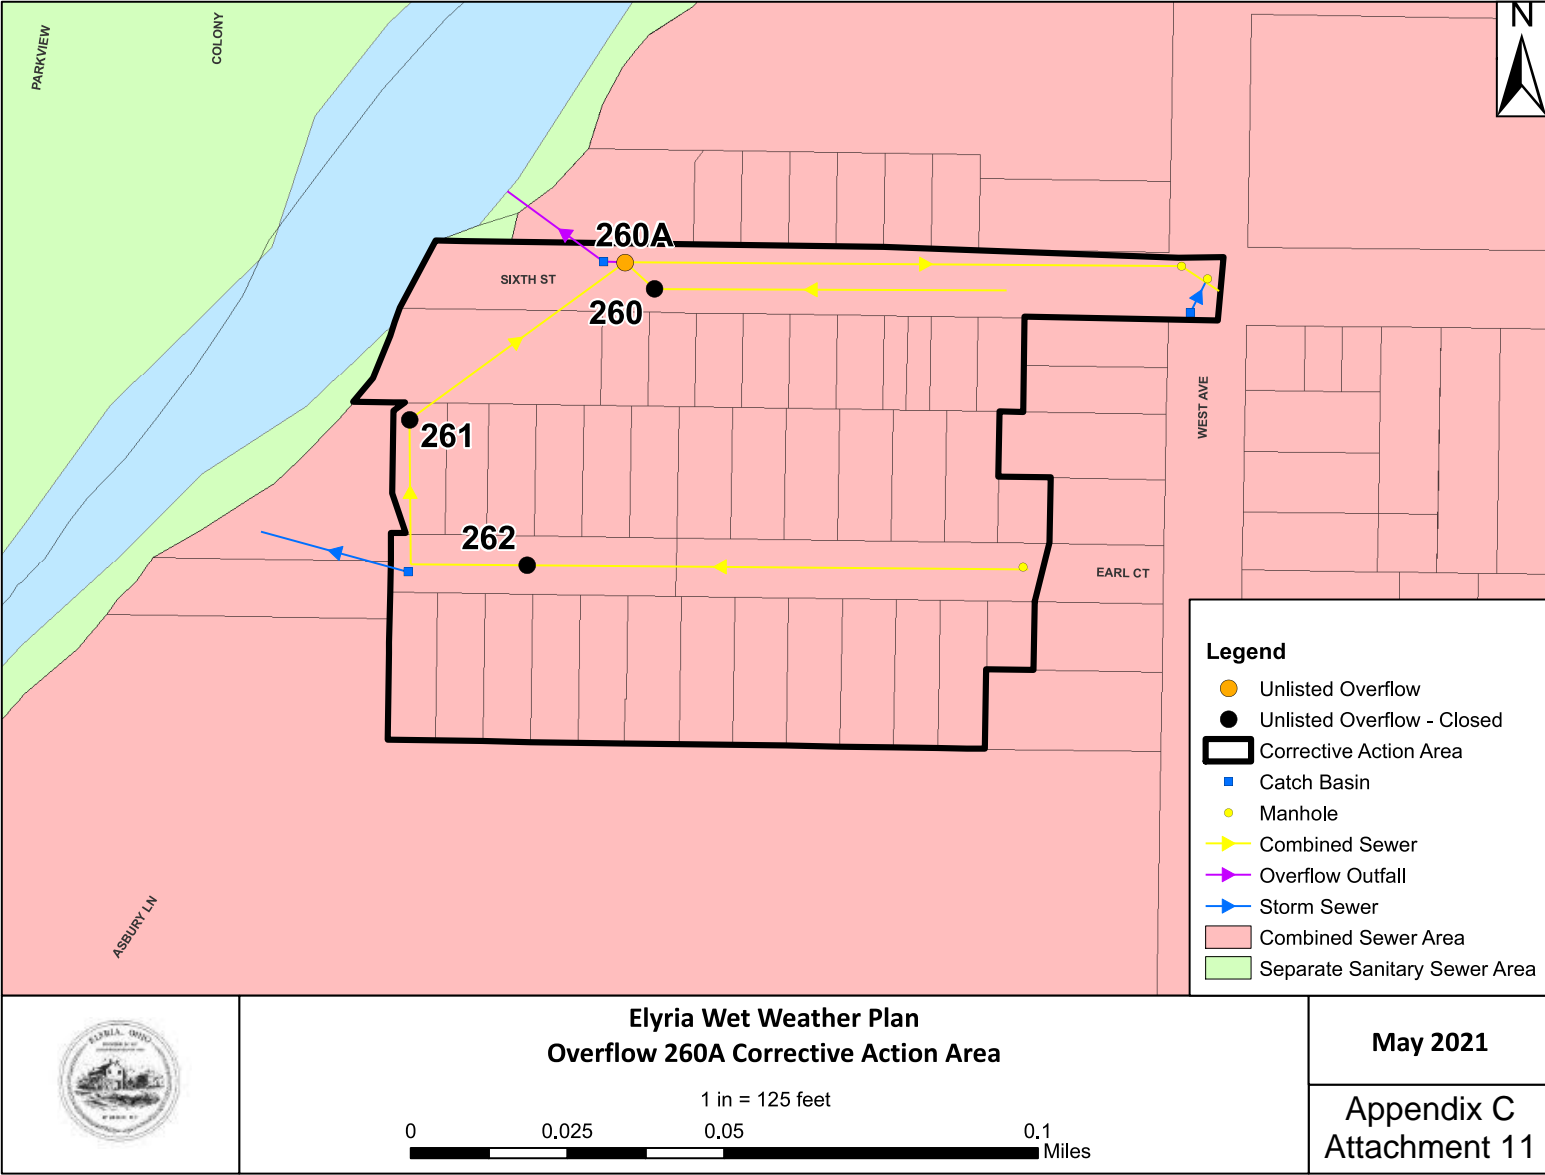 PARKVIEW
COLONY
N
260A
SIXTH ST
260
261
WEST AVE
262
EARL CT
ASBURY LN
Legend
Unlisted Overflow
Unlisted Overflow - Closed
Corrective Action Area
Catch Basin
Manhole
Combined Sewer
Overflow Outfall
Storm Sewer
Combined Sewer Area
Separate Sanitary Sewer Area
ELYRIA, OHIO
Elyria Wet Weather Plan
Overflow 260A Corrective Action Area
1 in = 125 feet
0 0.025 0.05 0.1
Miles
May 2021
Appendix C
Attachment 11